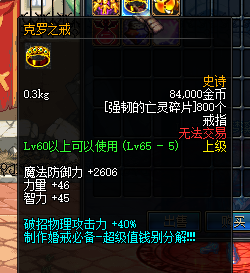 克罗之戒
0.3kg
史诗
84,000金币
[强韧的亡灵碎片]800个
戒指
无法交易
Lv60以上可以使用 (Lv65 - 5)
上级
魔法防御力 +2606
力量 +46
智力 +45
破招物理攻击力 +40%
制作婚戒必备-超级值钱别分解!!!
买